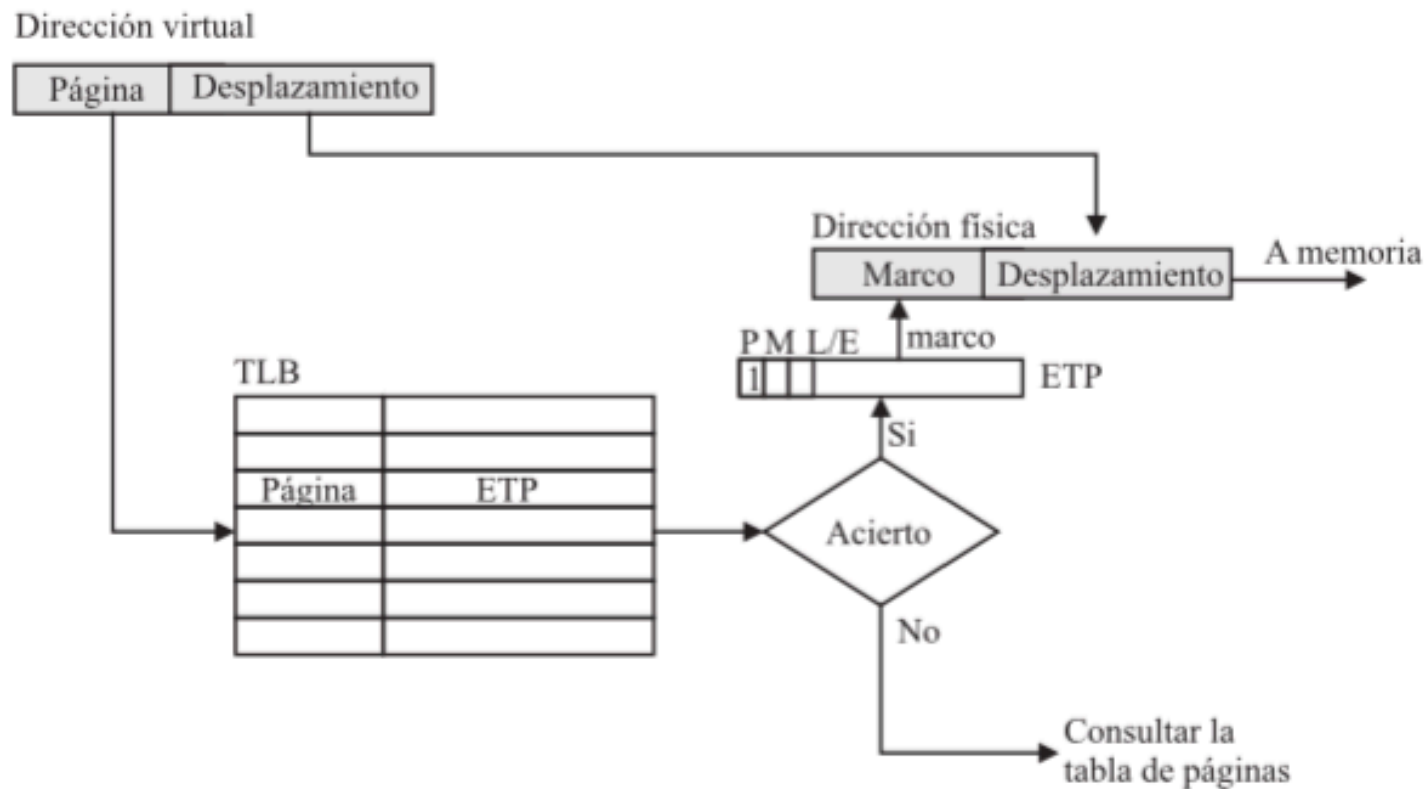 Dirección virtual
Página Desplazamiento
Dirección física
Marco Desplazamiento
A memoria
P M L/E marco
1
ETP
TLB
Si
Página ETP
Acierto
No
Consultar la
tabla de páginas